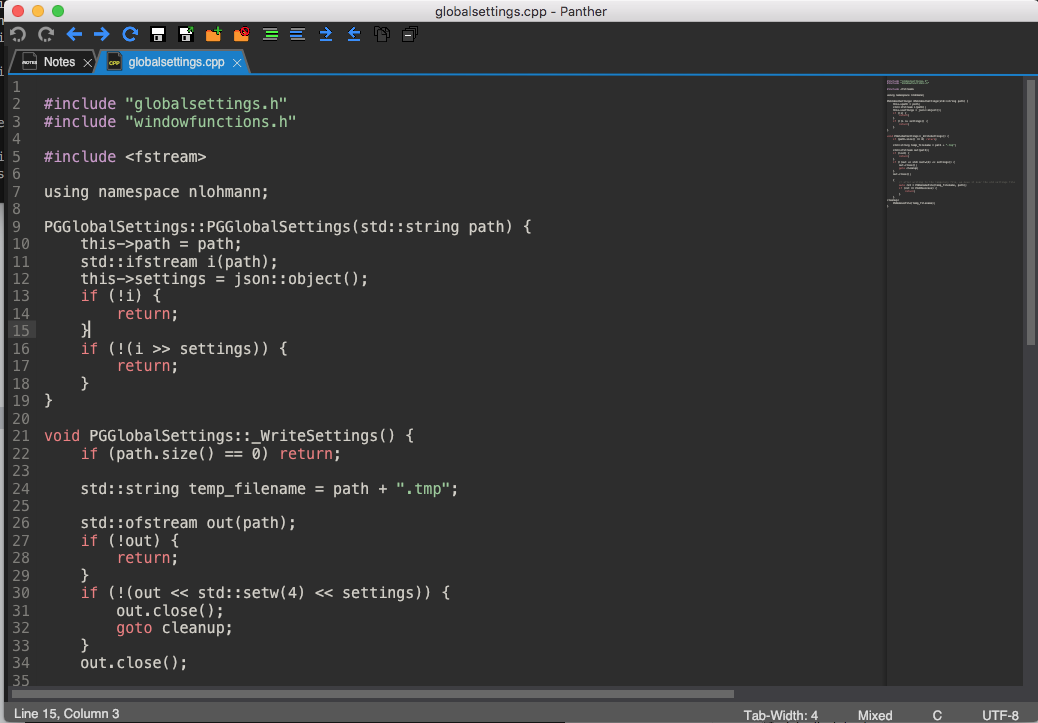 globalsettings.cpp - Panther
Notes
CPP globalsettings.cpp
1
2 #include "globalsettings.h"
3 #include "windowfunctions.h"
4
5 #include <fstream>
6
7 using namespace nlohmann;
8
9 PGGlobalSettings::PGGlobalSettings(std::string path) {
10     this->path = path;
11     std::ifstream i(path);
12     this->settings = json::object();
13     if (!i) {
14         return;
15     }
16     if (!(i >> settings)) {
17         return;
18     }
19 }
20
21 void PGGlobalSettings::_WriteSettings() {
22     if (path.size() == 0) return;
23
24     std::string temp_filename = path + ".tmp";
25
26     std::ofstream out(path);
27     if (!out) {
28         return;
29     }
30     if (!(out << std::setw(4) << settings)) {
31         out.close();
32         goto cleanup;
33     }
34     out.close();
35
Line 15, Column 3
Tab-Width: 4 Mixed C UTF-8